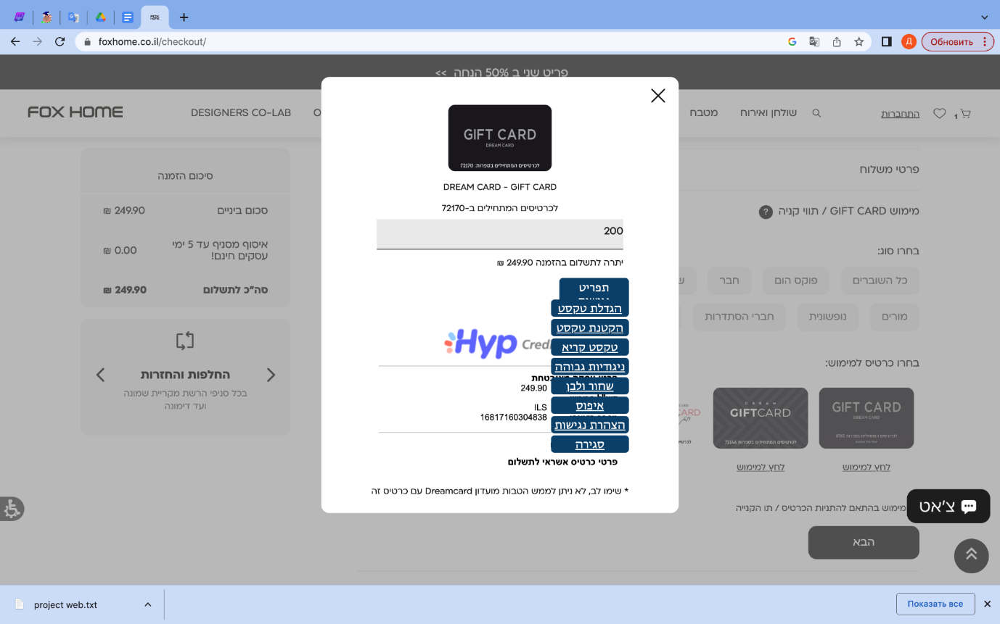 foxhome.co.il/checkout/
Обновить
פריט שני ב 50% הנחה >>
FOX HOME
DESIGNERS CO-LAB
מטבח
שולחן ואירוח
התחברות
1
GIFT CARD
DREAM CARD
לכרטיסים המתחילים בספרות: 72170
DREAM CARD - GIFT CARD
לכרטיסים המתחילים ב-72170
200
יתרה לתשלום בהזמנה 249.90 ₪
תפריט
הגדלת טקסט
הקטנת טקסט
טקסט קריא
ניגודיות גבוהה
שחור ולבן
איפוס
הצהרת נגישות
סגירה
Hyp
249.90
ILS
16817160304838
פרטי כרטיס אשראי לתשלום
* שימו לב, לא ניתן לממש הטבות מועדון Dreamcard עם כרטיס זה
פרטי משלוח
מימוש GIFT CARD / תווי קניה ?
בחרו סוג:
כל השוברים
פוקס הום
חבר
מורים
נופשונית
חברי הסתדרות
בחרו כרטיס למימוש:
GIFT CARD
DREAM CARD
DREAM
GIFTCARD
לכרטיסים המתחילים בספרות 72146
CARD
לחץ למימוש
לחץ למימוש
מימוש בהתאם להתניות הכרטיס / תו הקנייה
הבא
צ'אט
סיכום הזמנה
סכום ביניים
249.90 ₪
איסוף מסניף עד 5 ימי
עסקים חינם!
0.00 ₪
סה"כ לתשלום
249.90 ₪
החלפות והחזרות
בכל סניפי הרשת מקריית שמונה
ועד דימונה
project web.txt
Показать все